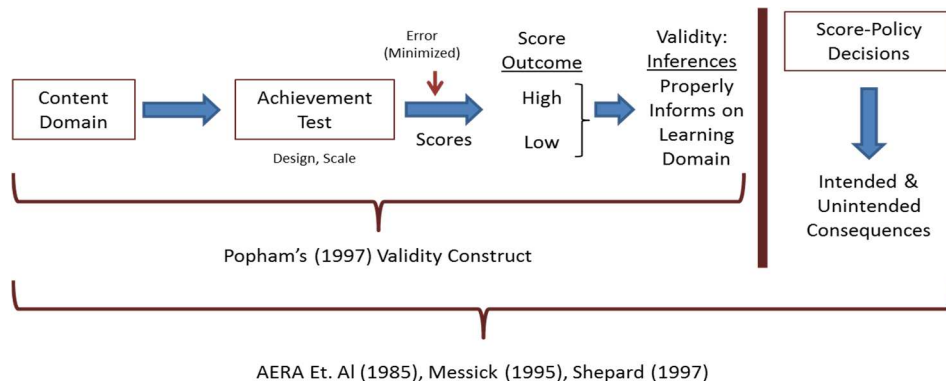 Content
Domain
Achievement
Test
Design, Scale
Error
(Minimized)
Scores
Score
Outcome
High
Low
Validity:
Inferences
Properly
Informs on
Learning
Domain
Score-Policy
Decisions
Intended &
Unintended
Consequences
Popham's (1997) Validity Construct
AERA Et. Al (1985), Messick (1995), Shepard (1997)